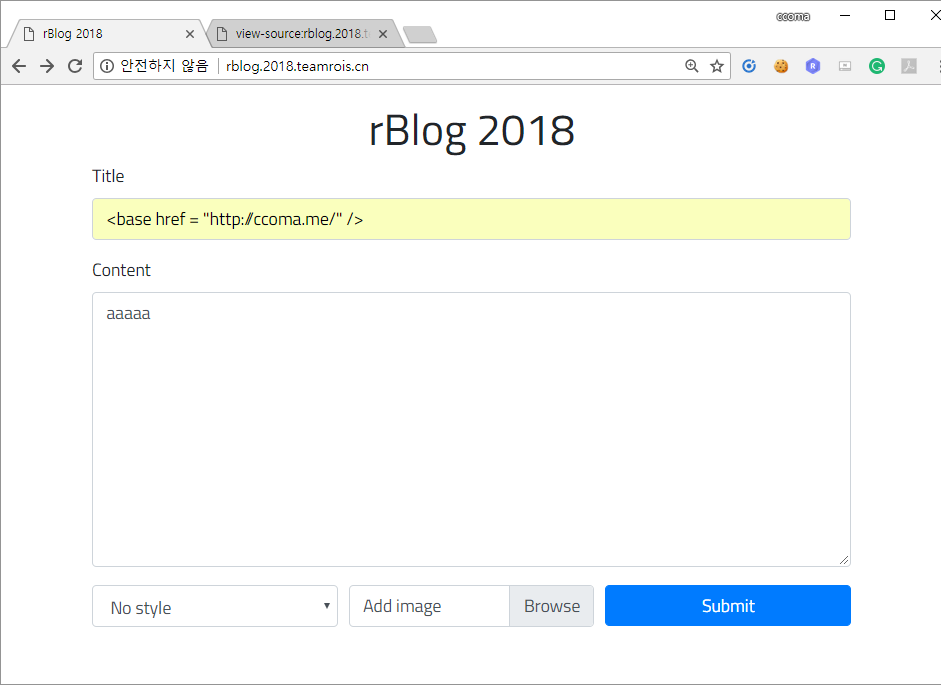 ccoma
rBlog 2018
view-source:rblog.2018.t
안전하지 않음
rblog.2018.teamrois.cn
rBlog 2018
Title
<base href = "http://ccoma.me/" />
Content
aaaaa
No style
Add image
Browse
Submit